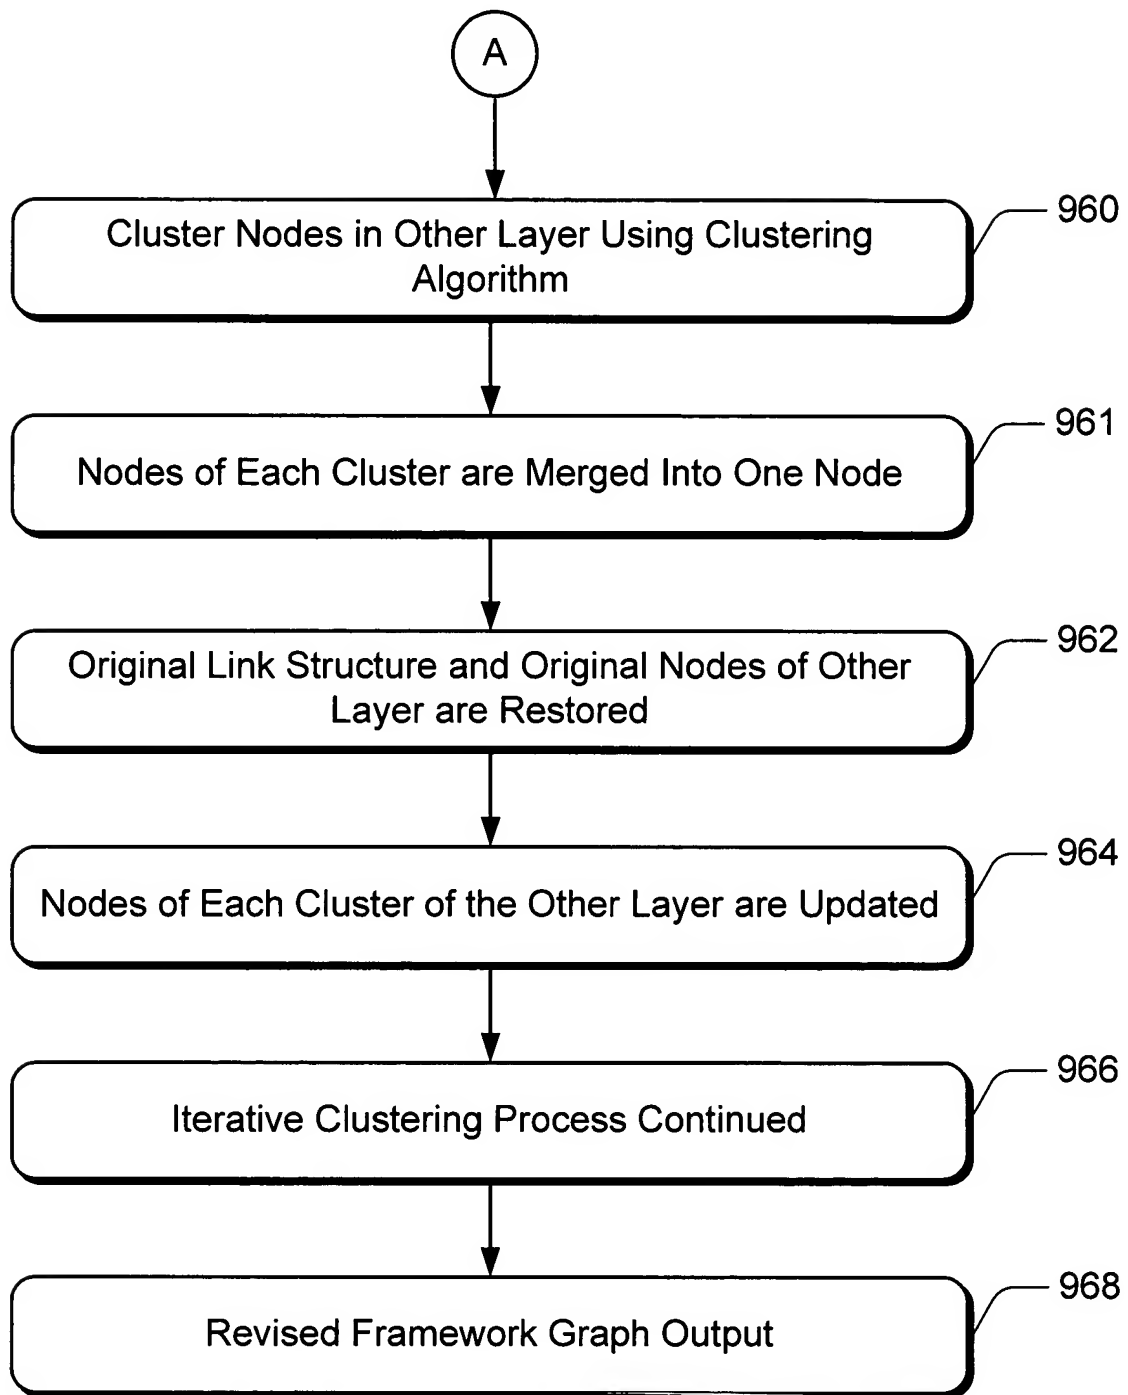 A
960
Cluster Nodes in Other Layer Using Clustering
Algorithm
961
Nodes of Each Cluster are Merged Into One Node
962
Original Link Structure and Original Nodes of Other
Layer are Restored
964
Nodes of Each Cluster of the Other Layer are Updated
966
Iterative Clustering Process Continued
968
Revised Framework Graph Output